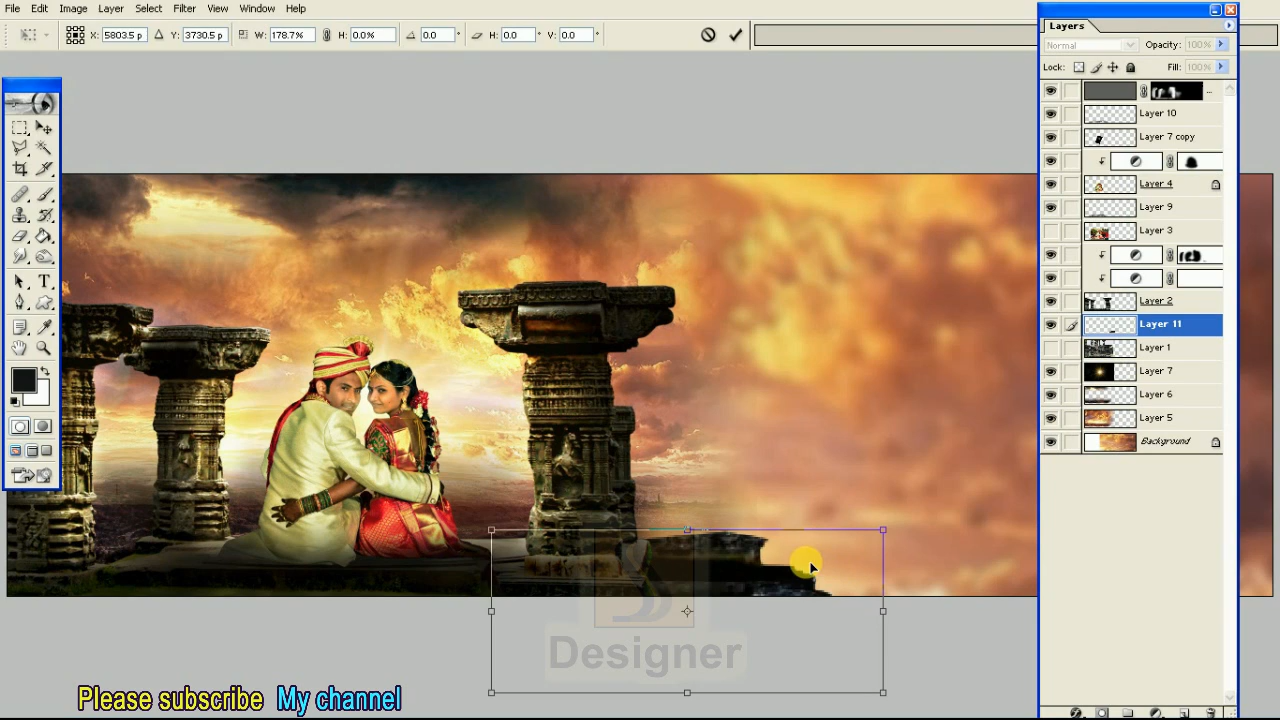 File Edit Image Layer Select Filter View Window Help
X: 5803.5 p Y: 3730.5 p W: 178.7% H: 0.0 ° H: 0.0 ° V: 0.0 °
Layers
Normal Opacity: 100%
Lock: Fill: 100%
...
Layer 10
Layer 7 copy
Layer 4
Layer 9
Layer 3
Layer 2
Layer 11
Layer 1
Layer 7
Layer 6
Layer 5
Background
Designer
Please subscribe My channel